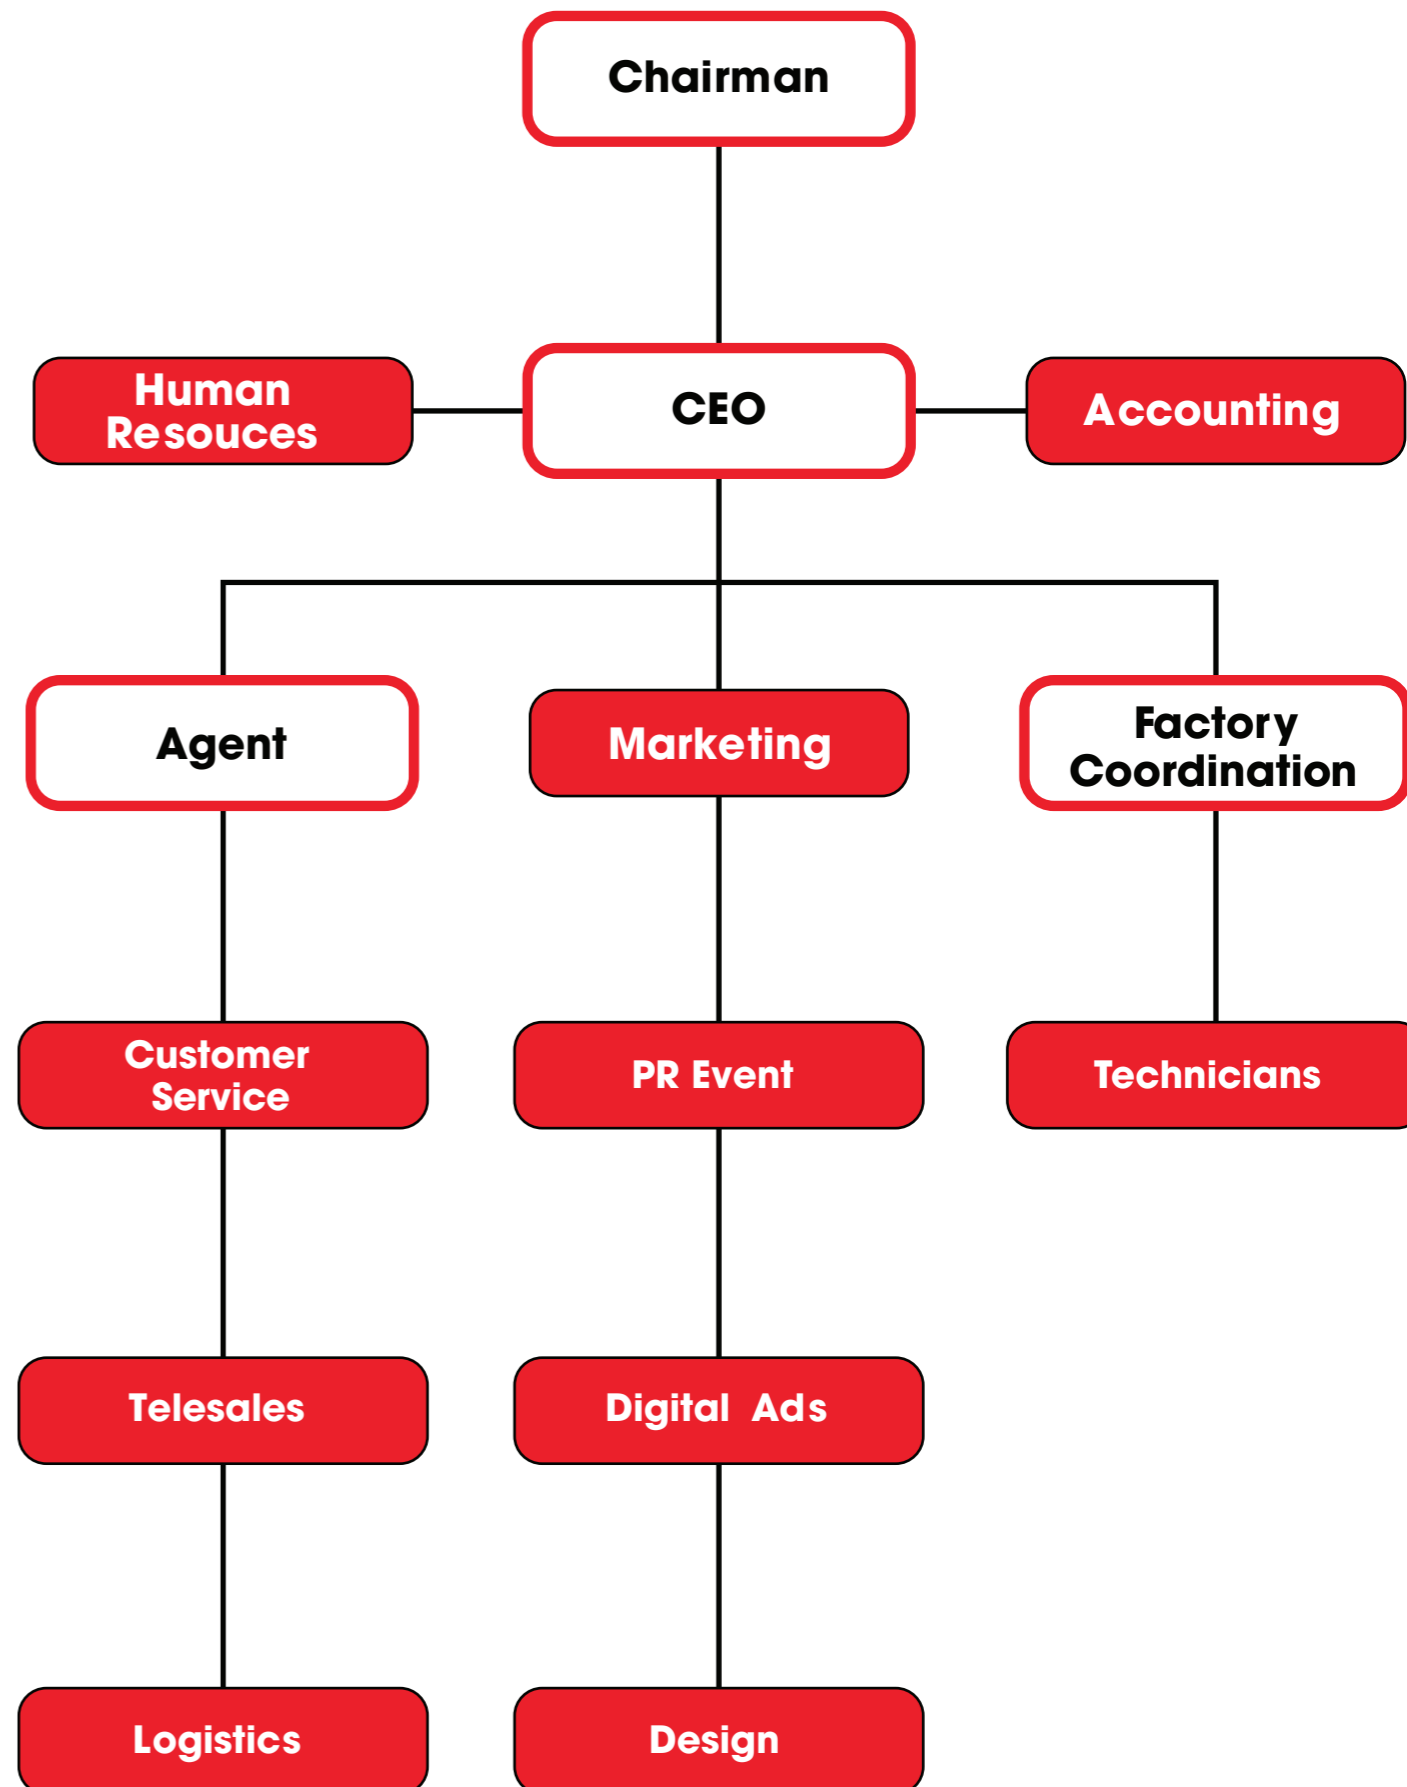 Chairman
Human
Resouces
CEO
Accounting
Agent
Marketing
Factory
Coordination
Customer
Service
PR Event
Technicians
Telesales
Digital Ads
Logistics
Design